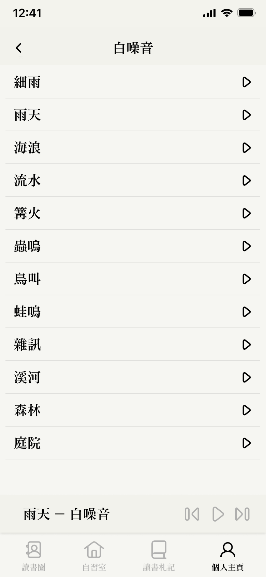 12:41
白噪音
細雨
雨天
海浪
流水
篝火
蟲鳴
鳥叫
蛙鳴
雜訊
溪河
森林
庭院
雨天 – 白噪音
讀書圈
自習室
讀書札記
個人主頁